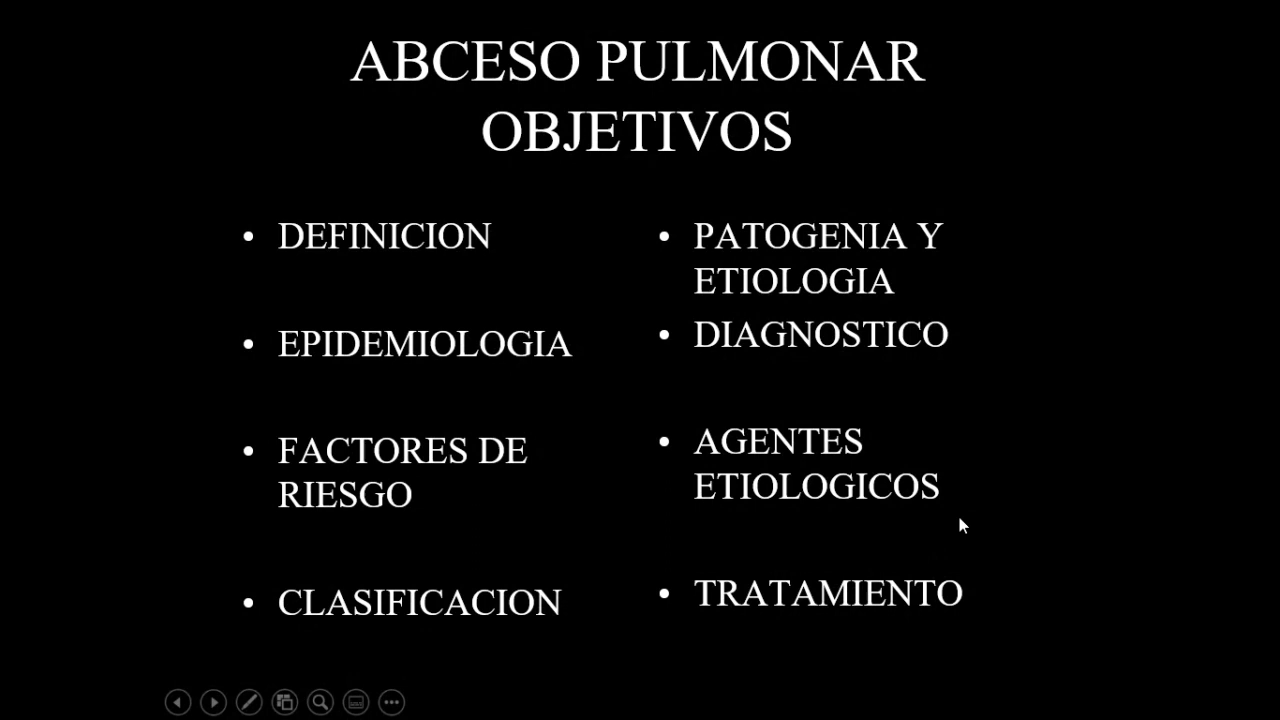 ABCESO PULMONAR
OBJETIVOS
• DEFINICION
• EPIDEMIOLOGIA
• FACTORES DE
RIESGO
• CLASIFICACION
• PATOGENIA Y
ETIOLOGIA
• DIAGNOSTICO
• AGENTES
ETIOLOGICOS
• TRATAMIENTO